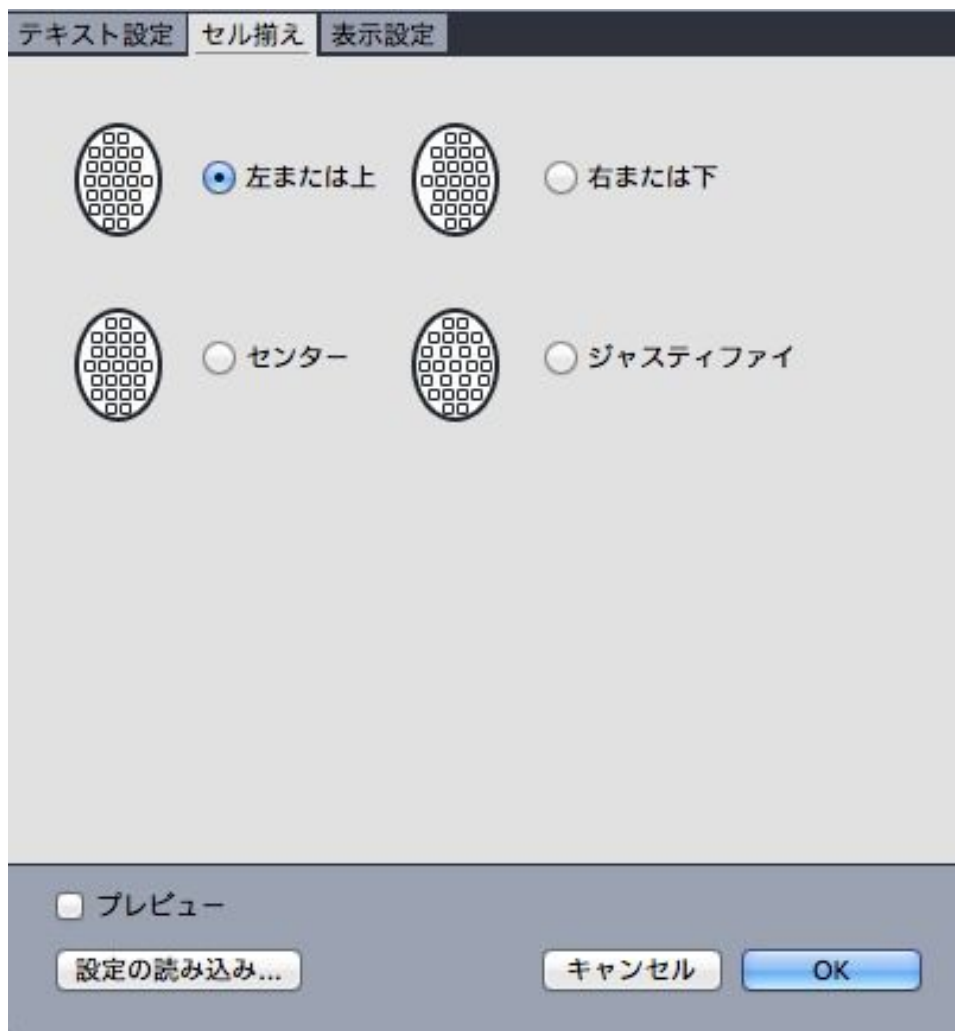 テキスト設定 セル揃え 表示設定
左または上 右または下
センター ジャスティファイ
プレビュー
設定の読み込み... キャンセル OK